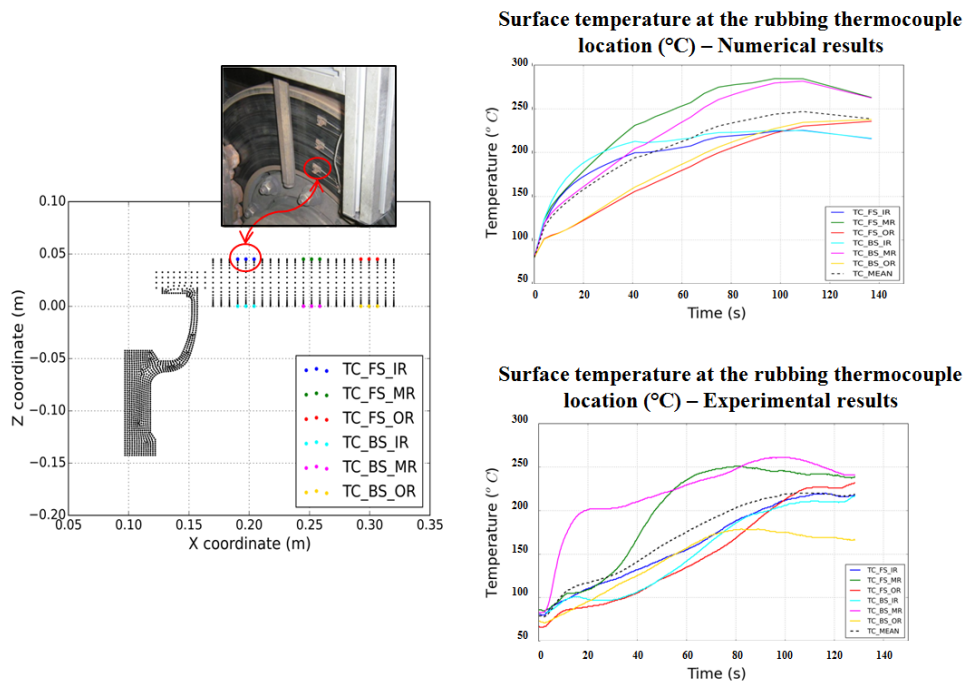 Surface temperature at the rubbing thermocouple
location (°C) – Numerical results
300
250
200
150
100
50
Temperature (° C)
0 20 40 60 80 100 120 140
Time (s)
TC_FS_IR
TC_FS_MR
TC_FS_OR
TC_BS_IR
TC_BS_MR
TC_BS_OR
TC_MEAN
0.10
0.05
0.00
−0.05
−0.10
−0.15
−0.20
Z coordinate (m)
0.05 0.10 0.15 0.20 0.25 0.30 0.35
X coordinate (m)
TC_FS_IR
TC_FS_MR
TC_FS_OR
TC_BS_IR
TC_BS_MR
TC_BS_OR
Surface temperature at the rubbing thermocouple
location (°C) – Experimental results
300
250
200
150
100
50
Temperature (° C)
0 20 40 60 80 100 120 140
Time (s)
TC_FS_IR
TC_FS_MR
TC_FS_OR
TC_BS_IR
TC_BS_MR
TC_BS_OR
TC_MEAN